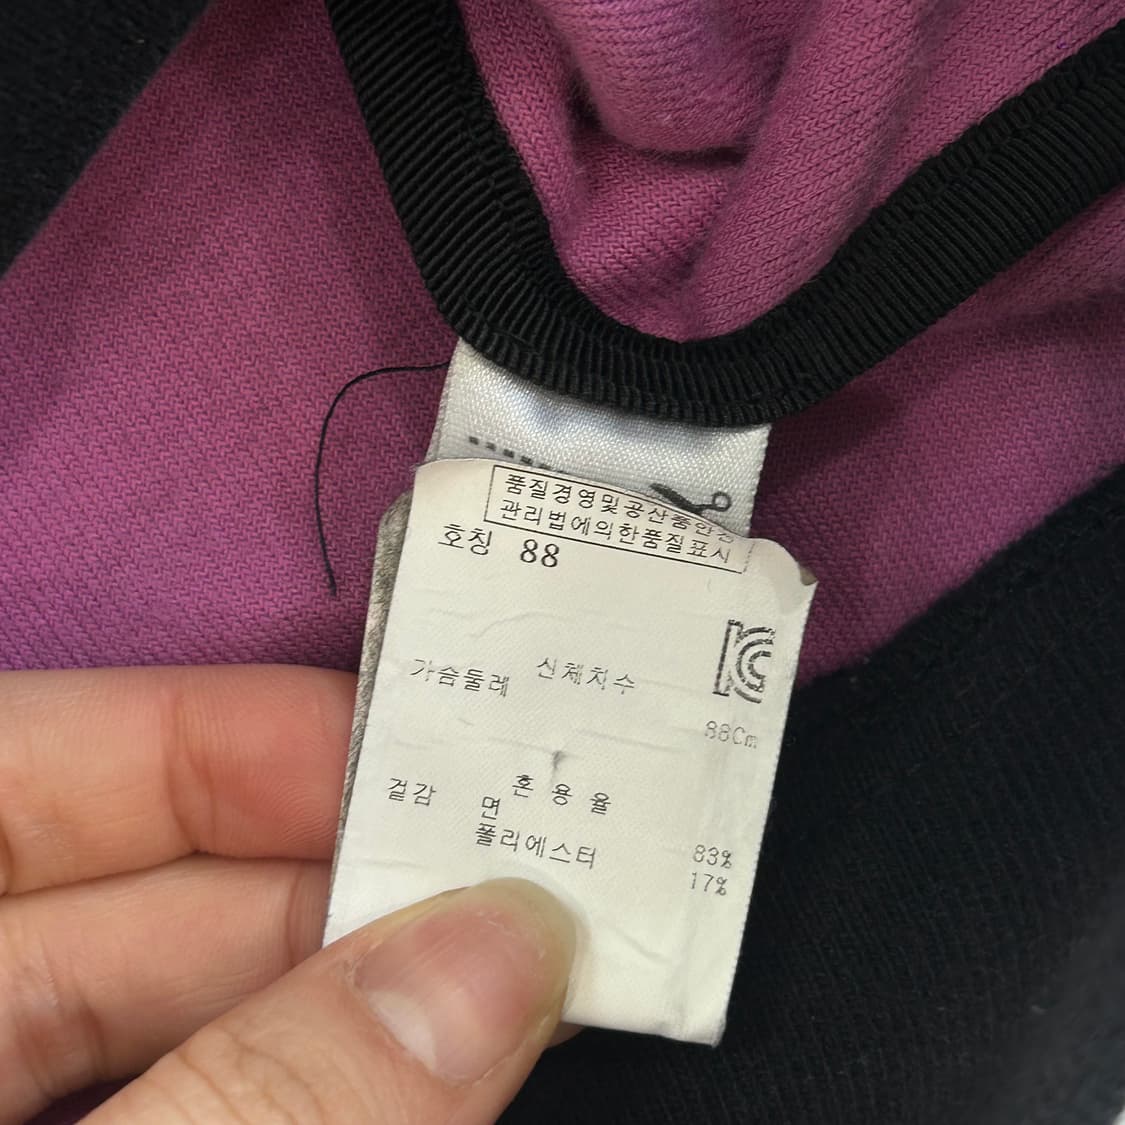 품질경영및공산품안전
관리법에의한품질표시
호칭 88
KC
신체치수
가슴둘레 88Cm
혼용율
겉감 면 83%
폴리에스터 17%